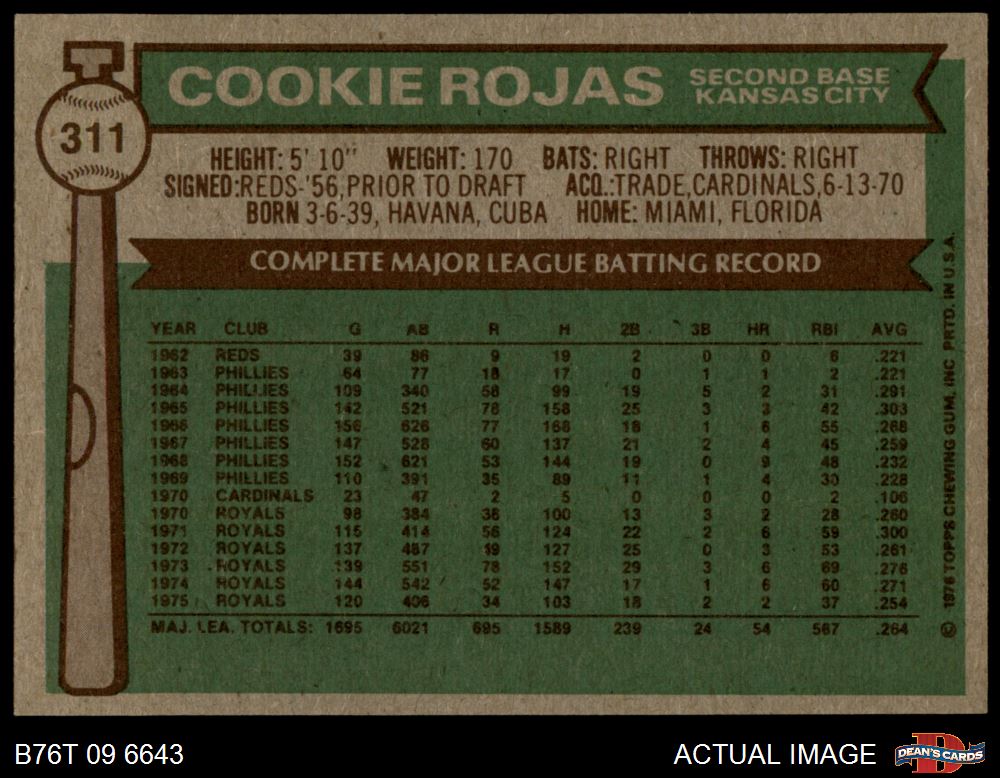 COOKIE ROJAS SECOND BASE
KANSAS CITY
311
HEIGHT: 5' 10" WEIGHT: 170 BATS: RIGHT THROWS: RIGHT
SIGNED:REDS-'56,PRIOR TO DRAFT ACQ.:TRADE,CARDINALS,6-13-70
BORN 3-6-39, HAVANA, CUBA HOME: MIAMI, FLORIDA
COMPLETE MAJOR LEAGUE BATTING RECORD
YEAR CLUB G AB R H 2B 3B HR RBI AVG
1962 REDS 39 86 9 19 2 0 0 6 .221
1963 PHILLIES 64 77 18 17 0 1 1 2 .221
1964 PHILLIES 109 340 58 99 19 5 2 31 .291
1965 PHILLIES 142 521 78 158 25 3 3 42 .303
1966 PHILLIES 156 626 77 168 18 1 6 55 .268
1967 PHILLIES 147 528 60 137 21 2 4 45 .259
1968 PHILLIES 152 621 53 144 19 0 9 48 .232
1969 PHILLIES 110 391 35 89 11 1 4 30 .228
1970 CARDINALS 23 47 2 5 0 0 0 2 .106
1970 ROYALS 98 384 36 100 13 3 2 28 .260
1971 ROYALS 115 414 56 124 22 2 6 59 .300
1972 ROYALS 137 487 49 127 25 0 3 53 .261
1973 ROYALS 139 551 78 152 29 3 6 69 .276
1974 ROYALS 144 542 52 147 17 1 6 60 .271
1975 ROYALS 120 406 34 103 18 2 2 37 .254
MAJ. LEA. TOTALS: 1695 6021 695 1589 239 24 54 567 .264
© 1976 TOPPS CHEWING GUM, INC PRTD. IN U.S.A.
B76T 09 6643 ACTUAL IMAGE
DEAN'S CARDS